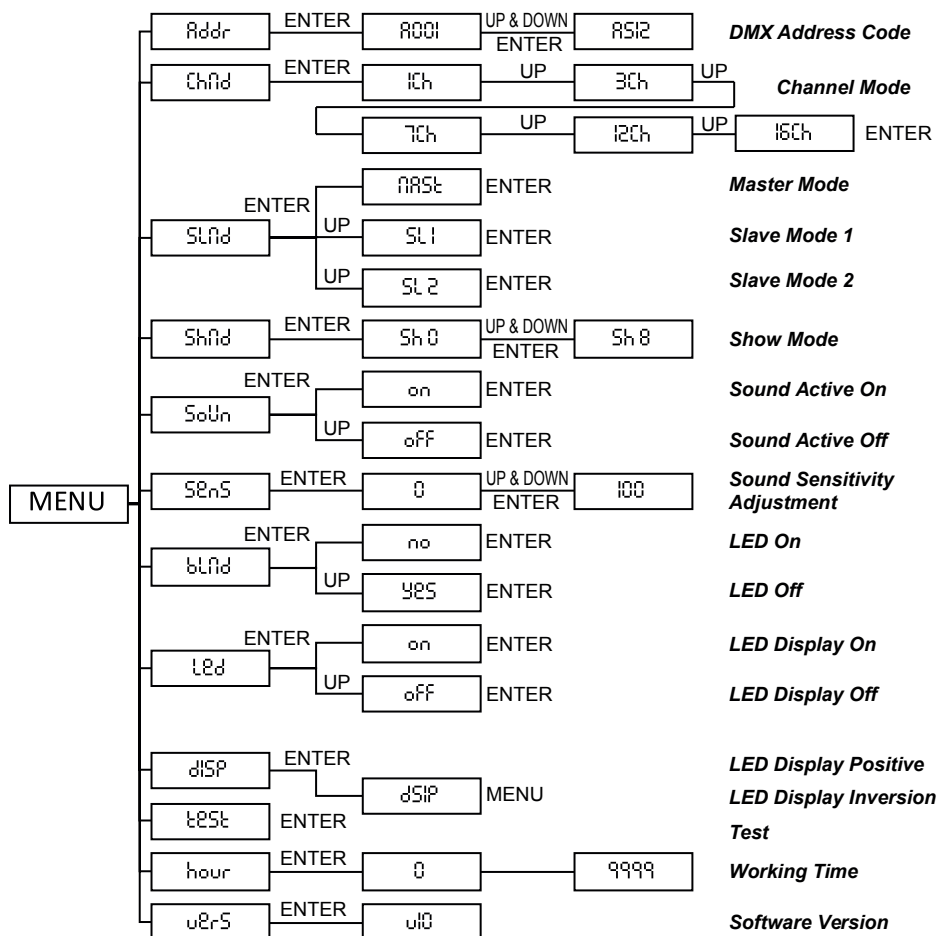 Addr ENTER A001 UP & DOWN ENTER A512 DMX Address Code
ChMd ENTER 1Ch UP 3Ch UP Channel Mode
7Ch UP 12Ch UP 16Ch ENTER
MASt ENTER Master Mode
SLMd ENTER UP SL1 ENTER Slave Mode 1
UP SL 2 ENTER Slave Mode 2
ShMd ENTER Sh 0 UP & DOWN ENTER Sh 8 Show Mode
SoUn ENTER on ENTER Sound Active On
UP oFF ENTER Sound Active Off
MENU
SenS ENTER 0 UP & DOWN ENTER 100 Sound Sensitivity
Adjustment
bLMd ENTER no ENTER LED On
UP yeS ENTER LED Off
Led ENTER on ENTER LED Display On
UP oFF ENTER LED Display Off
dISP ENTER LED Display Positive
dSIP MENU LED Display Inversion
teSt ENTER Test
hour ENTER 0 9999 Working Time
verS ENTER v10 Software Version